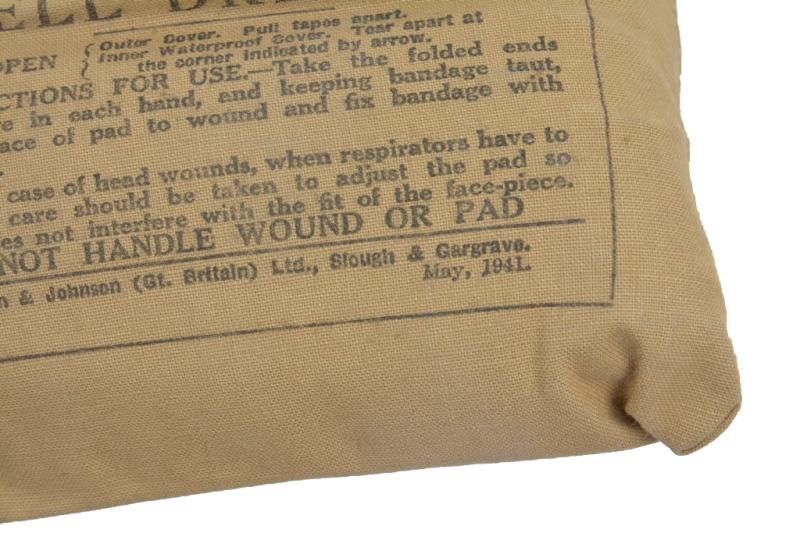 ELL DRE
OPEN { Outer Cover. Pull tapes apart.
Inner Waterproof Cover. Tear apart at
the corner indicated by arrow.
CTIONS FOR USE.—Take the folded ends
e in each hand, and keeping bandage taut,
ace of pad to wound and fix bandage with
.
case of head wounds, when respirators have to
care should be taken to adjust the pad so
es not interfere with the fit of the face-piece.
NOT HANDLE WOUND OR PAD
n & Johnson (Gt. Britain) Ltd., Slough & Gargrave.
May, 1941.